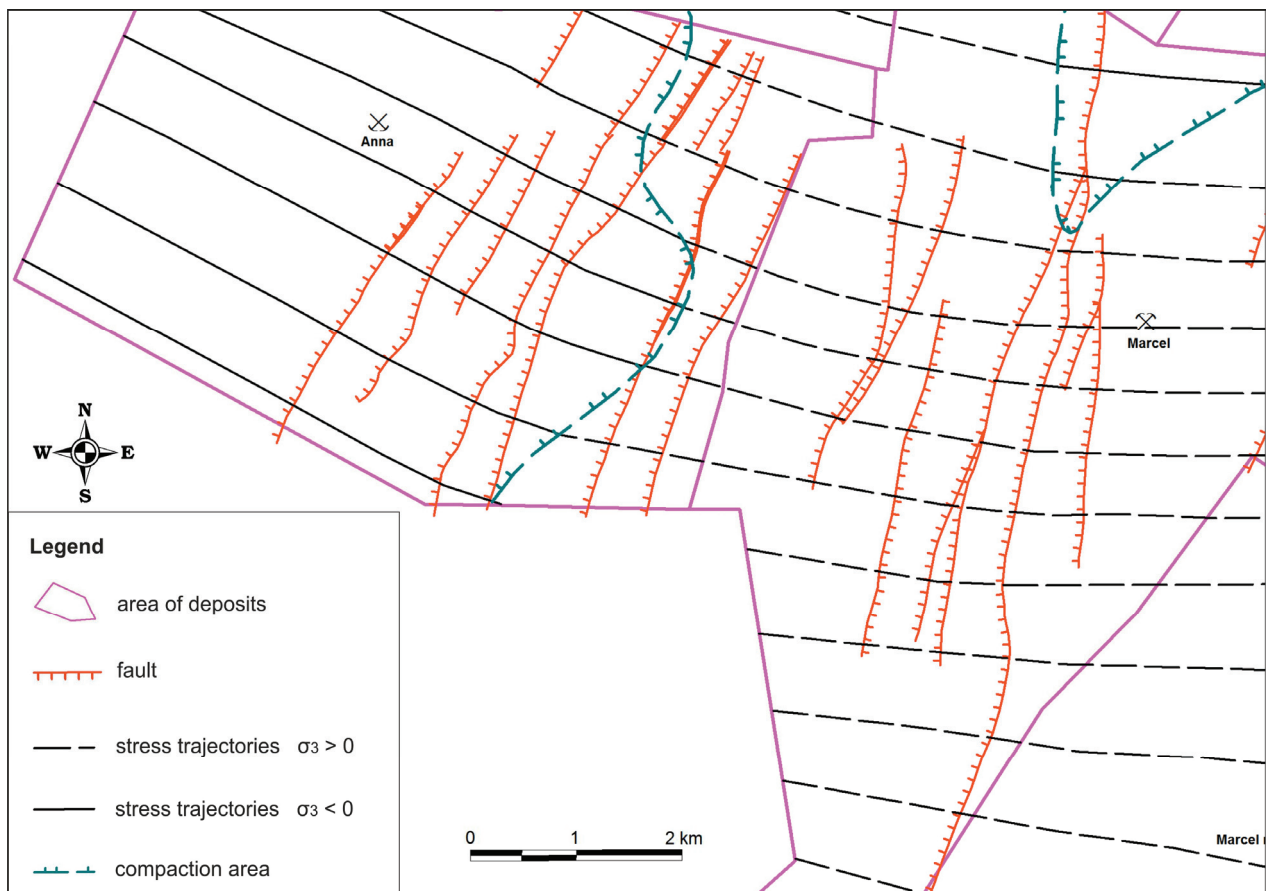 Anna
Marcel
N
W E
S
Legend
area of deposits
fault
stress trajectories σ3 > 0
stress trajectories σ3 < 0
compaction area
0 1 2 km
Marcel